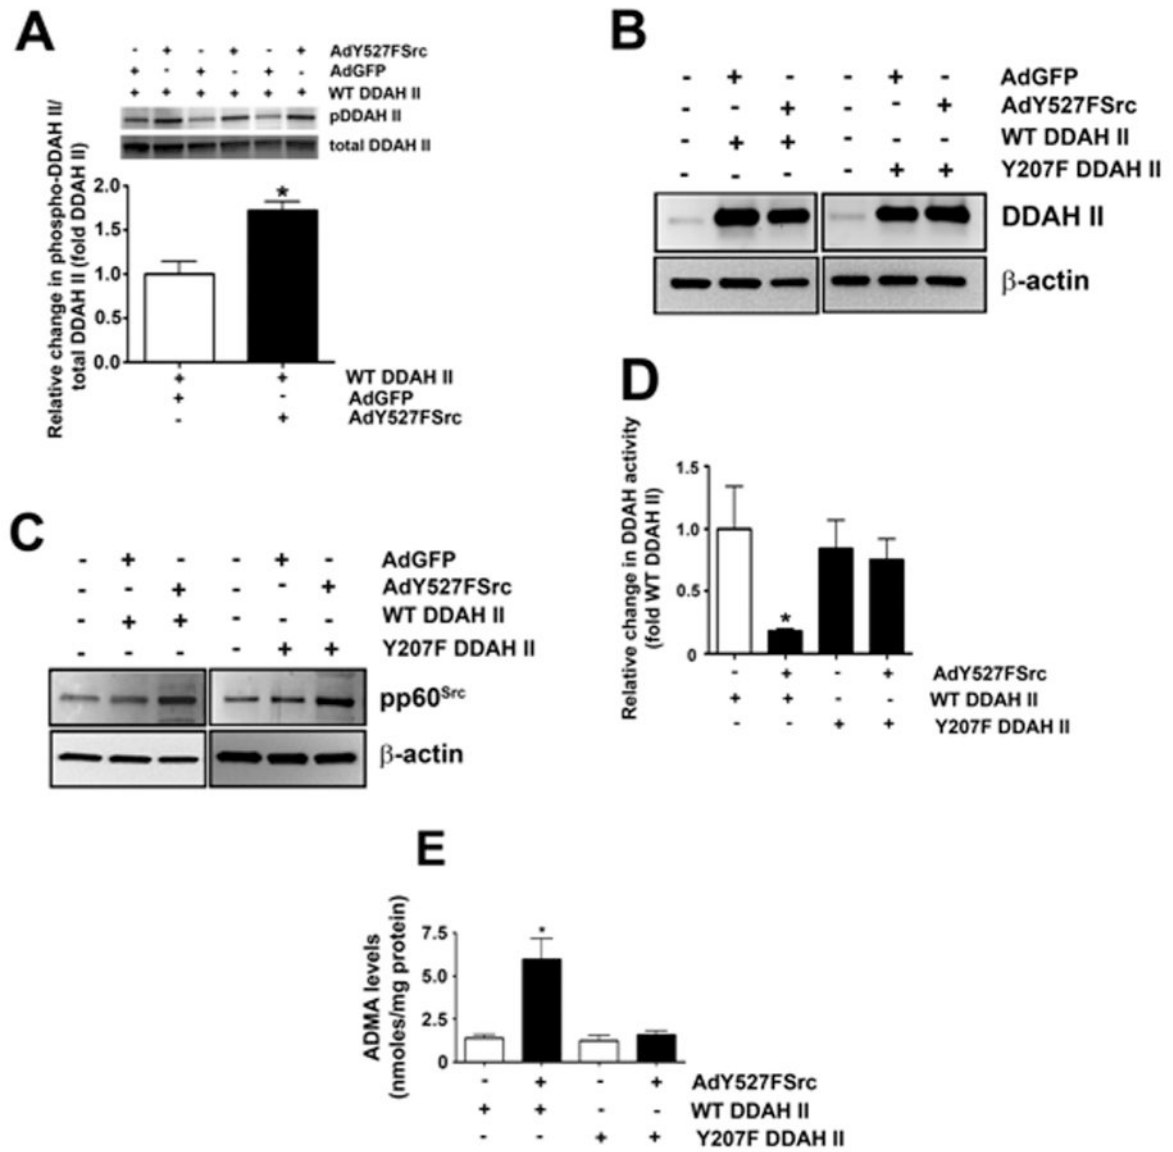 A
- + - + - + AdY527FSrc
+ - + - + - AdGFP
+ + + + + + WT DDAH II
pDDAH II
total DDAH II
Relative change in phospho-DDAH II/
total DDAH II (fold DDAH II)
2.0
1.5
1.0
0.5
0.0
*
+ + WT DDAH II
+ - AdGFP
- + AdY527FSrc
B
- + - - + - AdGFP
- - + - - + AdY527FSrc
- + + - - - WT DDAH II
- - - - + + Y207F DDAH II
DDAH II
β-actin
C
- + - - + - AdGFP
- - + - - + AdY527FSrc
- + + - - - WT DDAH II
- - - - + + Y207F DDAH II
pp60Src
β-actin
D
Relative change in DDAH activity
(fold WT DDAH II)
1.5
1.0
0.5
0
*
- + - + AdY527FSrc
+ + - - WT DDAH II
- - + + Y207F DDAH II
E
ADMA levels
(nmoles/mg protein)
7.5
5.0
2.5
0
*
- + - + AdY527FSrc
+ + - - WT DDAH II
- - + + Y207F DDAH II